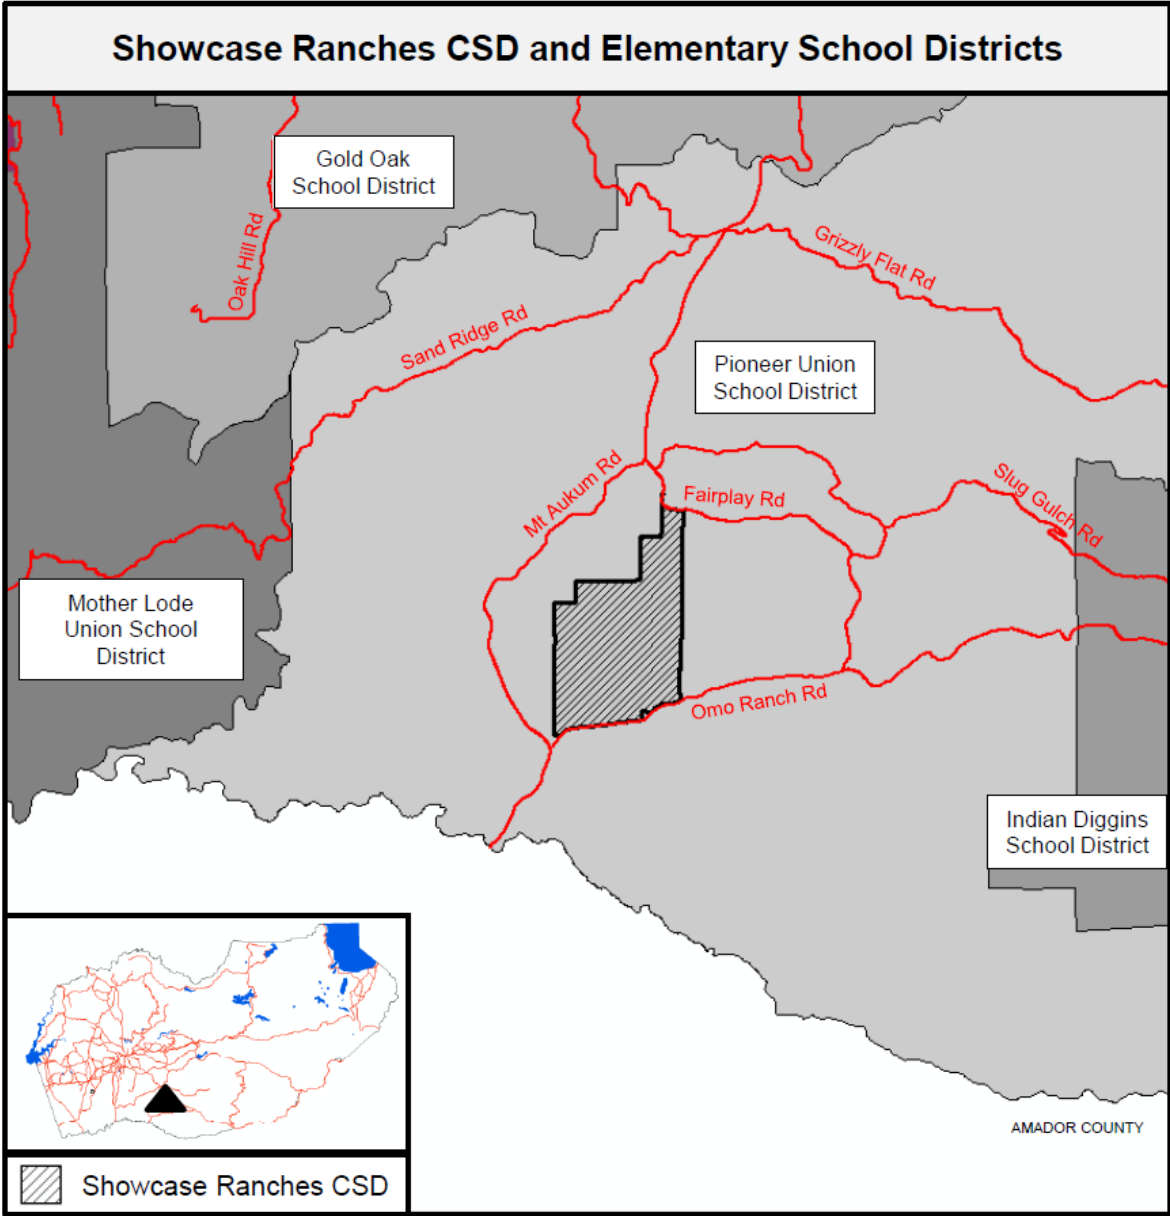 Showcase Ranches CSD and Elementary School Districts
Gold Oak
School District
Oak Hill Rd
Grizzly Flat Rd
Sand Ridge Rd
Pioneer Union
School District
Mt Aukum Rd
Fairplay Rd
Slug Gulch Rd
Mother Lode
Union School
District
Omo Ranch Rd
Indian Diggins
School District
AMADOR COUNTY
Showcase Ranches CSD